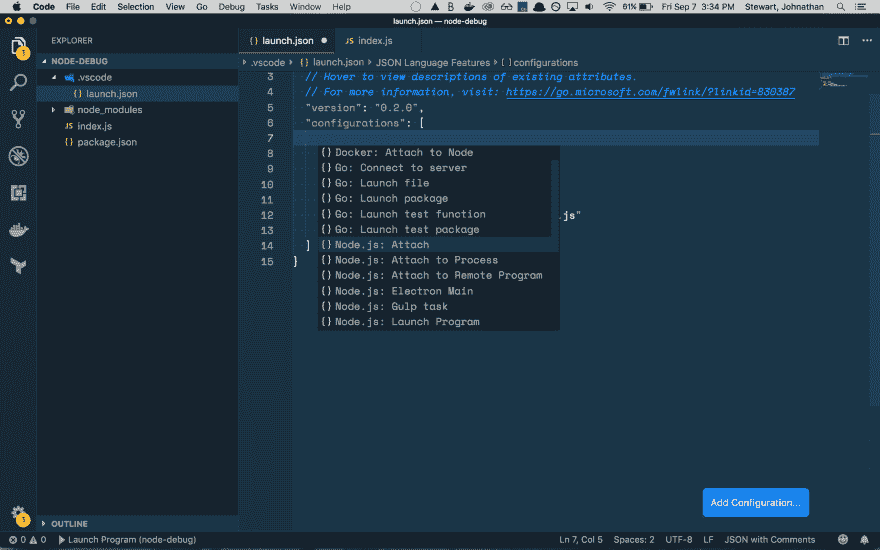 Code File Edit Selection View Go Debug Tasks Window Help
61% Fri Sep 7 3:34 PM Stewart, Johnathan
launch.json — node-debug
EXPLORER
NODE-DEBUG
.vscode
{} launch.json
node_modules
JS index.js
{} package.json
OUTLINE
3
3
{} launch.json
JS index.js
.vscode
{} launch.json
JSON Language Features
[ ] configurations
3 // Hover to view descriptions of existing attributes.
4 // For more information, visit: https://go.microsoft.com/fwlink/?linkid=830387
5 "version": "0.2.0",
6 "configurations": [
7
8 {} Docker: Attach to Node
9 {} Go: Connect to server
10 {} Go: Launch file
11 {} Go: Launch package
12 {} Go: Launch test function .js"
13 {} Go: Launch test package
14 ] {} Node.js: Attach
15 } {} Node.js: Attach to Process
{} Node.js: Attach to Remote Program
{} Node.js: Electron Main
{} Node.js: Gulp task
{} Node.js: Launch Program
Add Configuration...
0 0 Launch Program (node-debug) Ln 7, Col 5 Spaces: 2 UTF-8 LF JSON with Comments